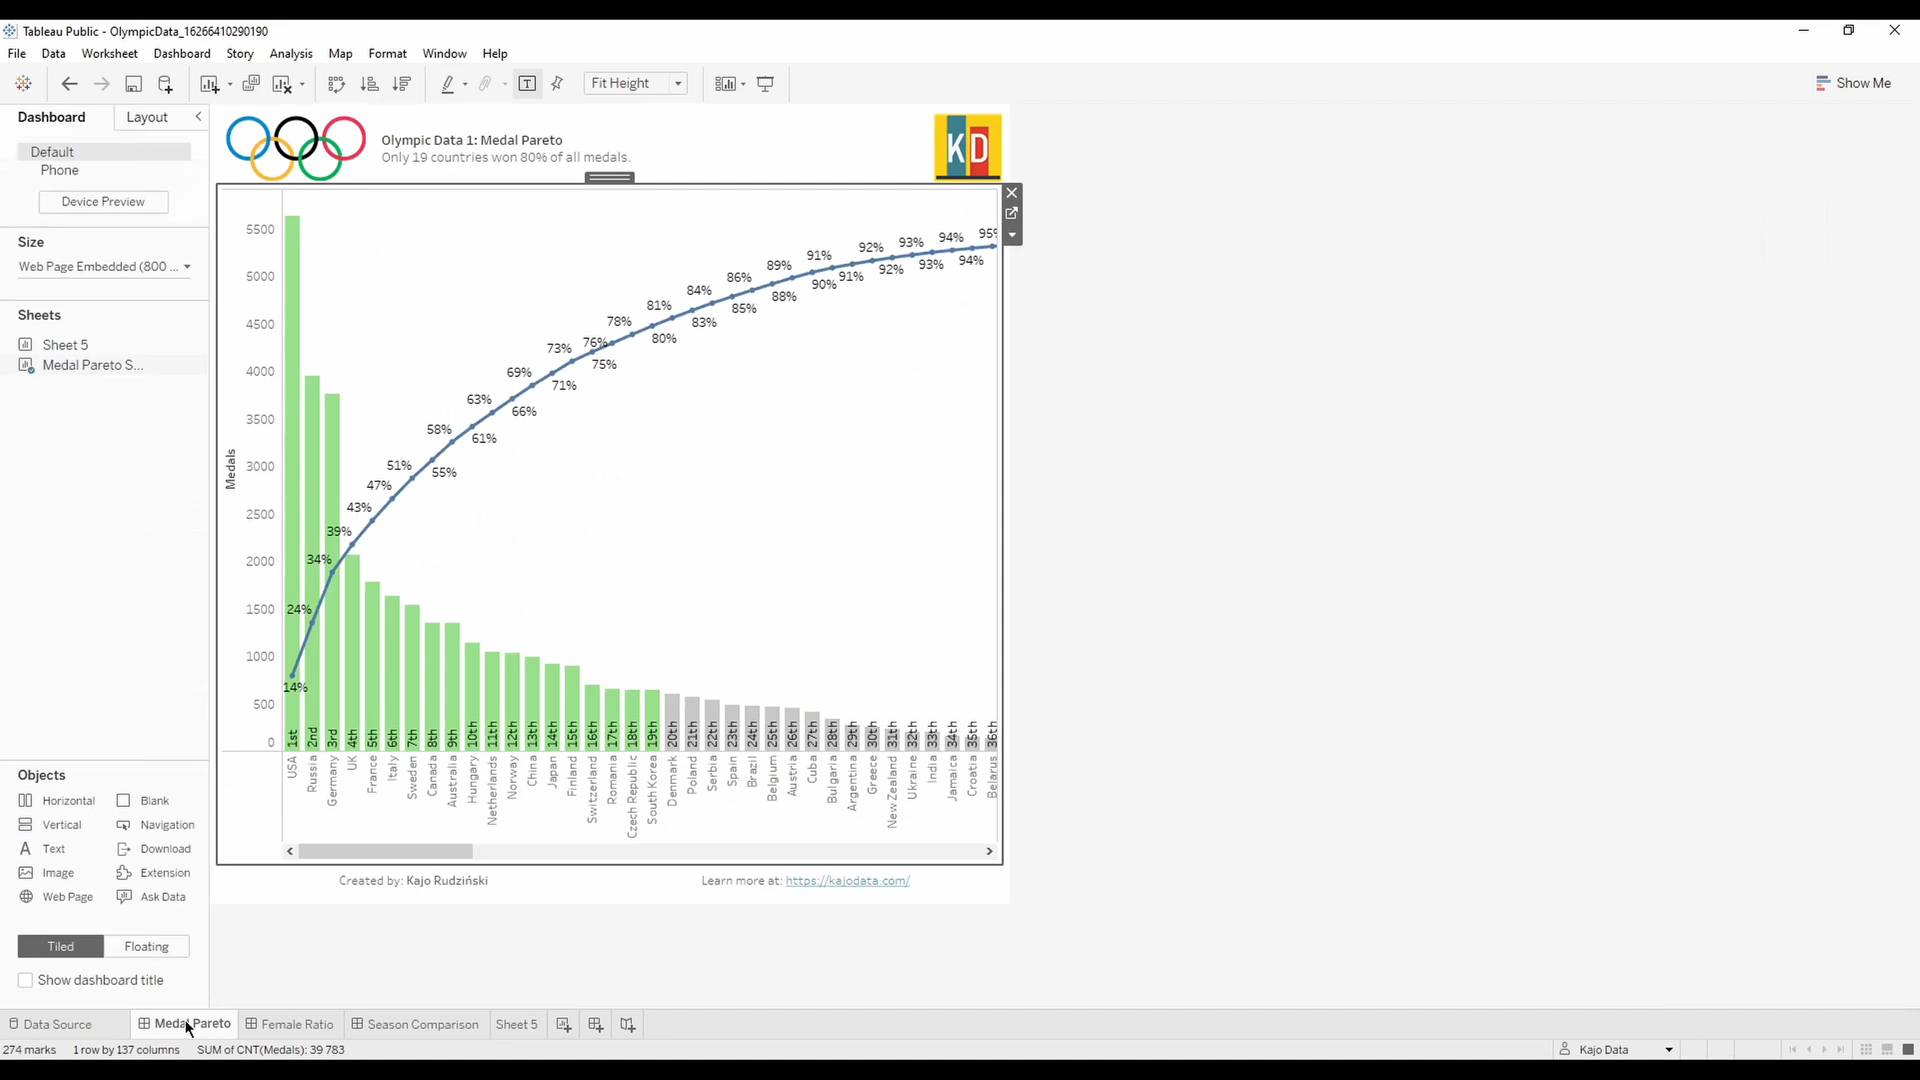 Tableau Public - OlympicData_16266410290190
File Data Worksheet Dashboard Story Analysis Map Format Window Help
Fit Height
Show Me
Dashboard Layout
Default
Phone
Device Preview
Size
Web Page Embedded (800 ...
Sheets
Sheet 5
Medal Pareto S...
Objects
Horizontal Blank
Vertical Navigation
Text Download
Image Extension
Web Page Ask Data
Tiled Floating
Show dashboard title
Olympic Data 1: Medal Pareto
Only 19 countries won 80% of all medals.
KD
Medals
5500
5000
4500
4000
3500
3000
2500
2000
1500
1000
500
0
14% 24% 34% 39% 43% 47% 51% 55% 58% 61% 63% 66% 69% 71% 73% 75% 76% 78% 80% 81% 83% 84% 85% 86% 88% 89% 90% 91% 91% 92% 92% 93% 93% 94% 94% 95%
1st 2nd 3rd 4th 5th 6th 7th 8th 9th 10th 11th 12th 13th 14th 15th 16th 17th 18th 19th 20th 21th 22th 23th 24th 25th 26th 27th 28th 29th 30th 31th 32th 33th 34th 35th 36th
USA Russia Germany UK France Italy Sweden Canada Australia Hungary Netherlands Norway China Japan Finland Switzerland Romania Czech Republic South Korea Denmark Poland Serbia Spain Brazil Belgium Austria Cuba Bulgaria Argentina Greece New Zealand Ukraine India Jamaica Croatia Belarus
Created by: Kajo Rudziński
Learn more at: https://kajodata.com/
Data Source Medal Pareto Female Ratio Season Comparison Sheet 5
274 marks 1 row by 137 columns SUM of CNT(Medals): 39 783
Kajo Data